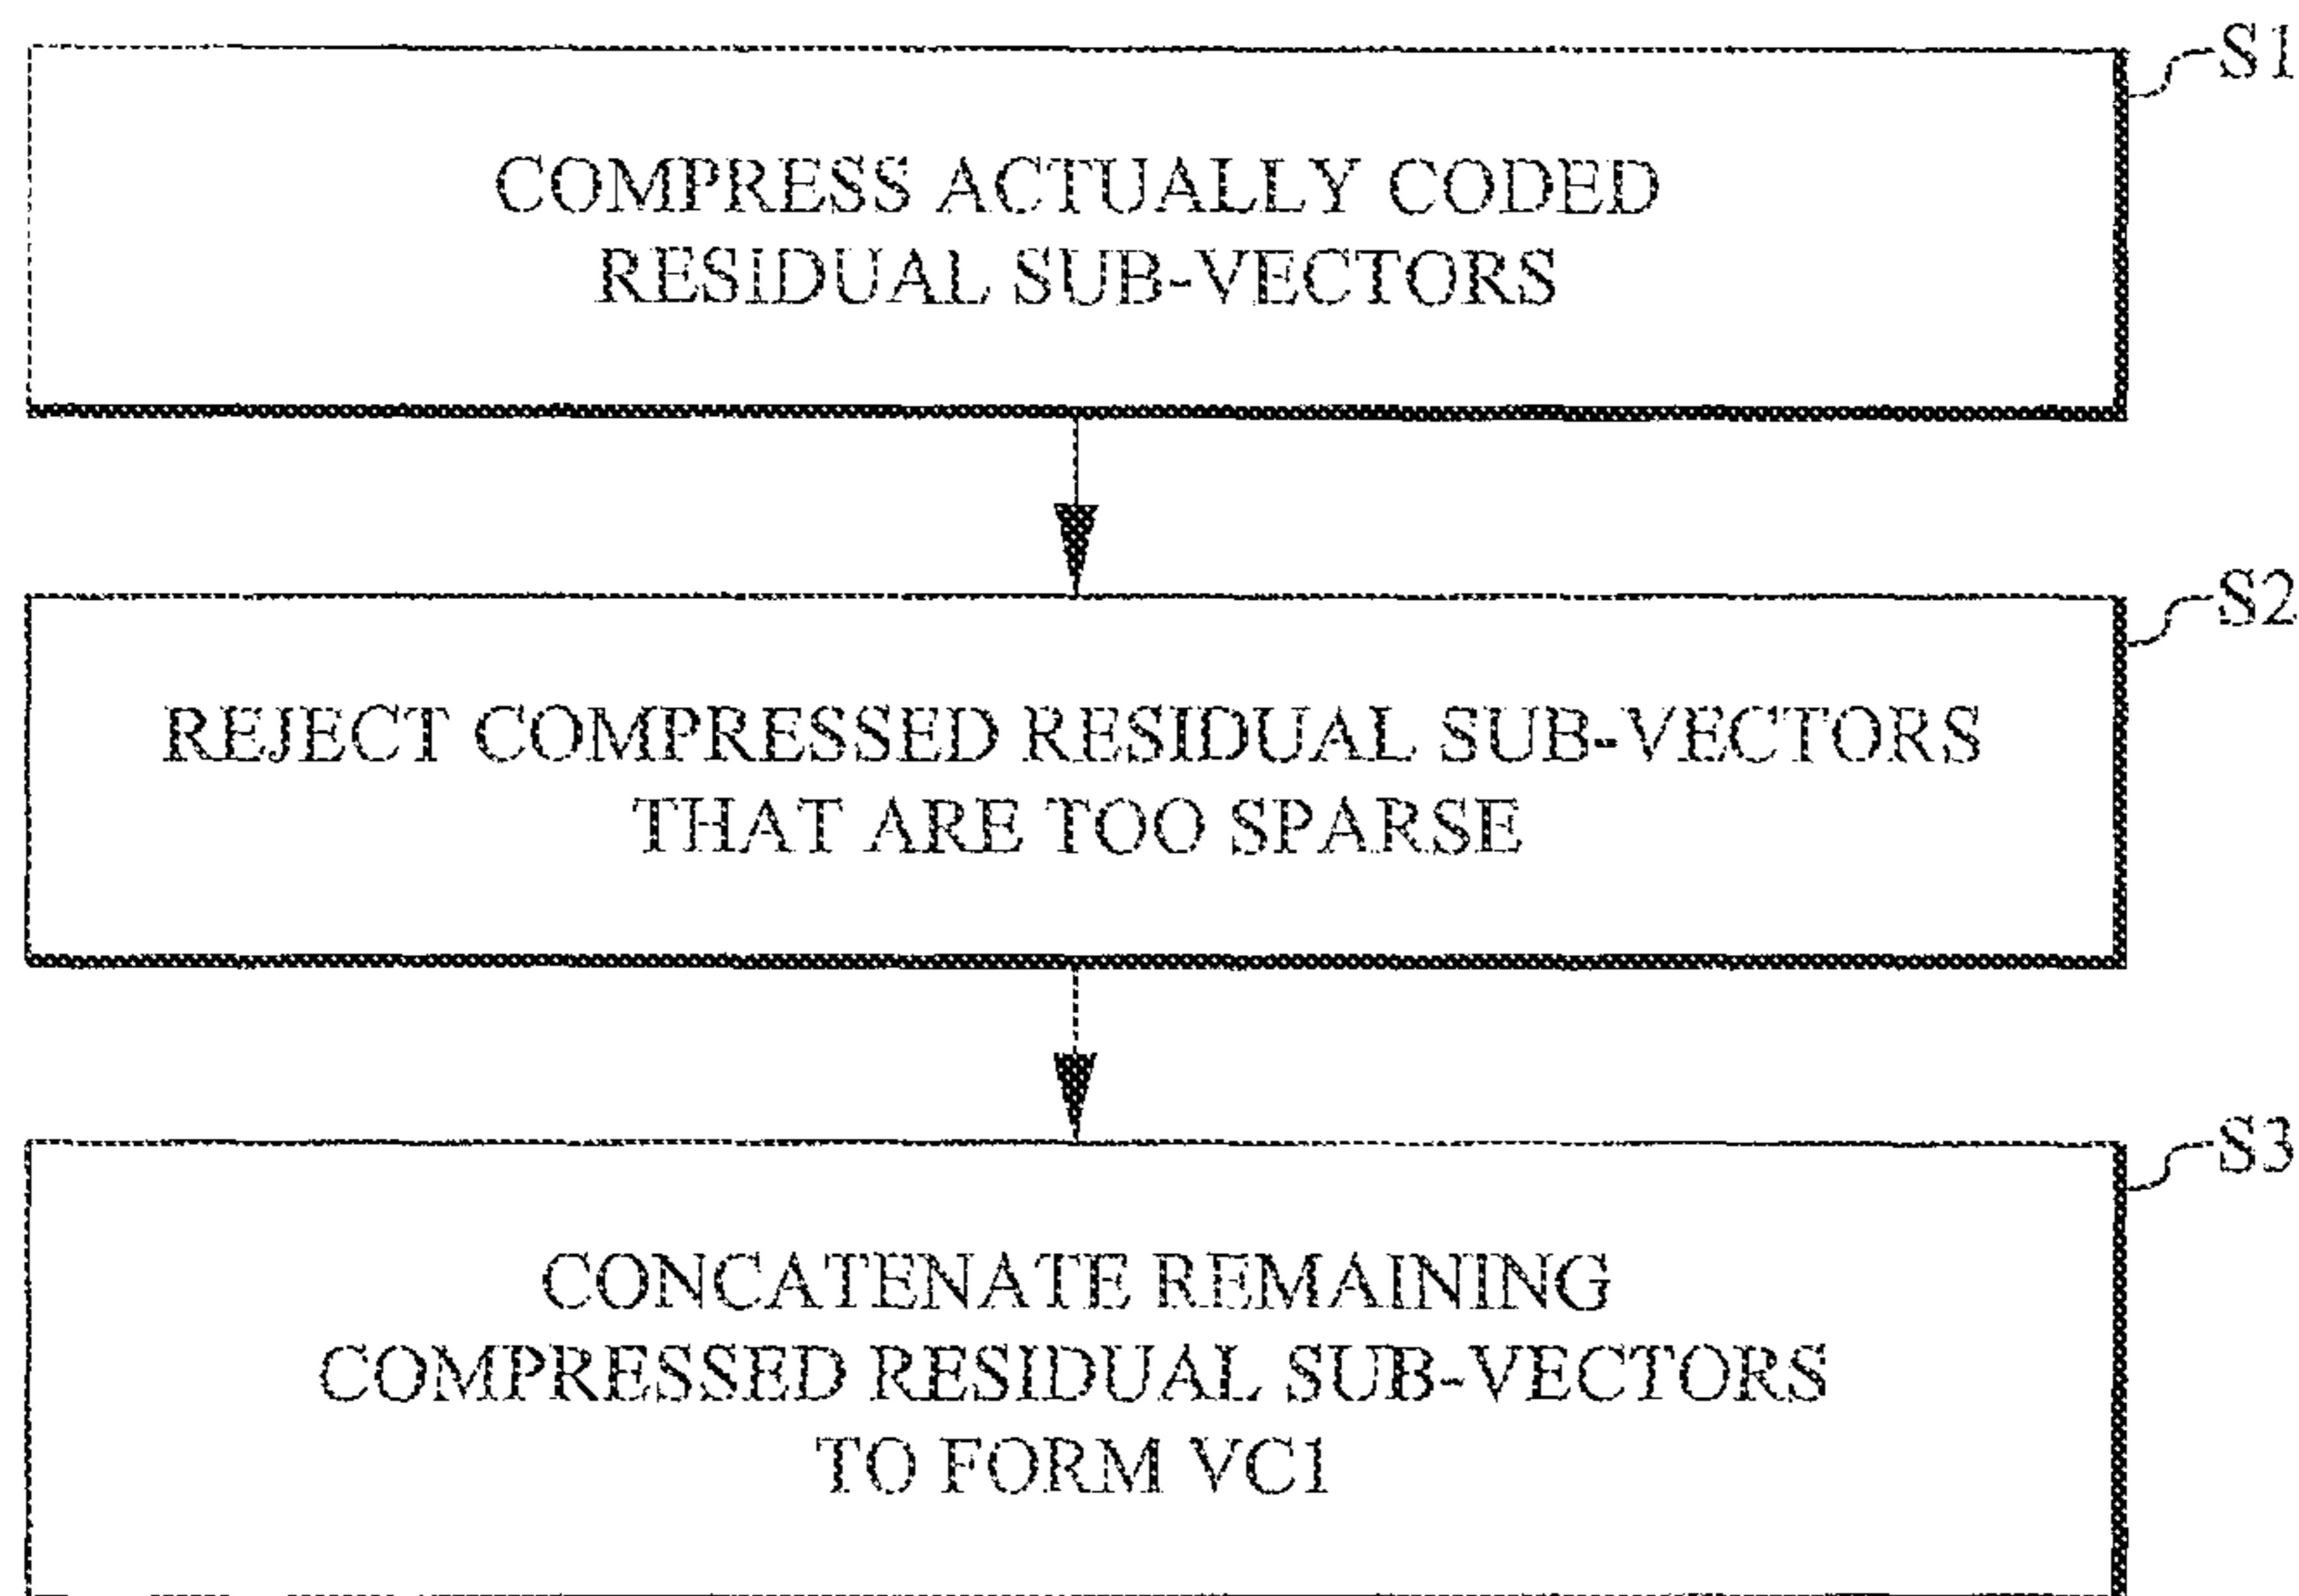 S1
COMPRESS ACTUALLY CODED
RESIDUAL SUB-VECTORS
S2
REJECT COMPRESSED RESIDUAL SUB-VECTORS
THAT ARE TOO SPARSE
S3
CONCATENATE REMAINING
COMPRESSED RESIDUAL SUB-VECTORS
TO FORM VC1